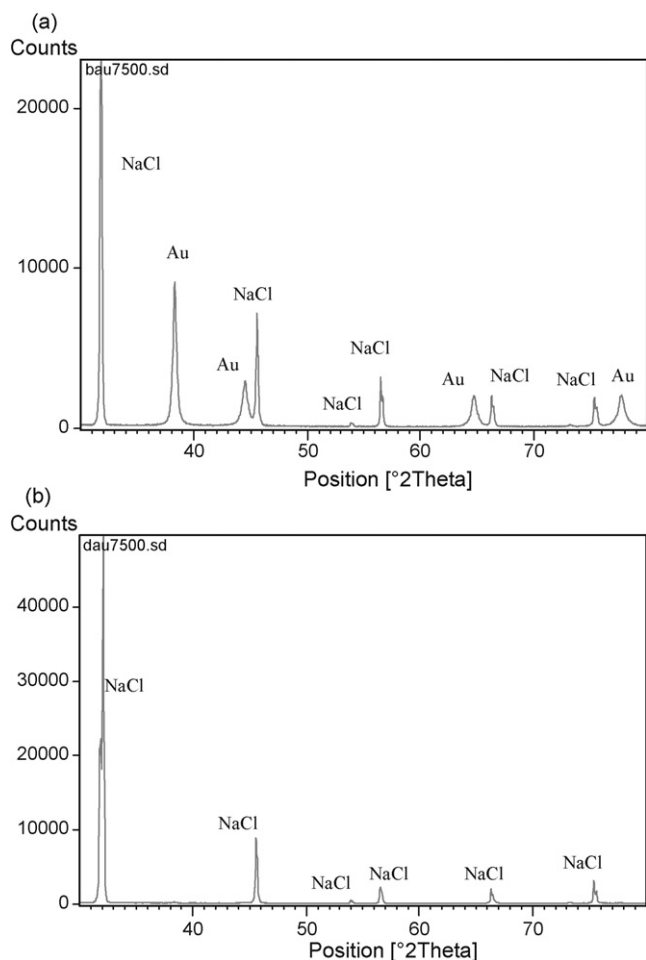 (a)
Counts
bau7500.sd
20000
NaCl
Au
NaCl
10000
NaCl
Au
Au
NaCl
NaCl
Au
NaCl
0
40
50
60
70
Position [°2Theta]
(b)
Counts
dau7500.sd
40000
30000
NaCl
20000
10000
NaCl
NaCl
NaCl
NaCl
NaCl
0
40
50
60
70
Position [°2Theta]